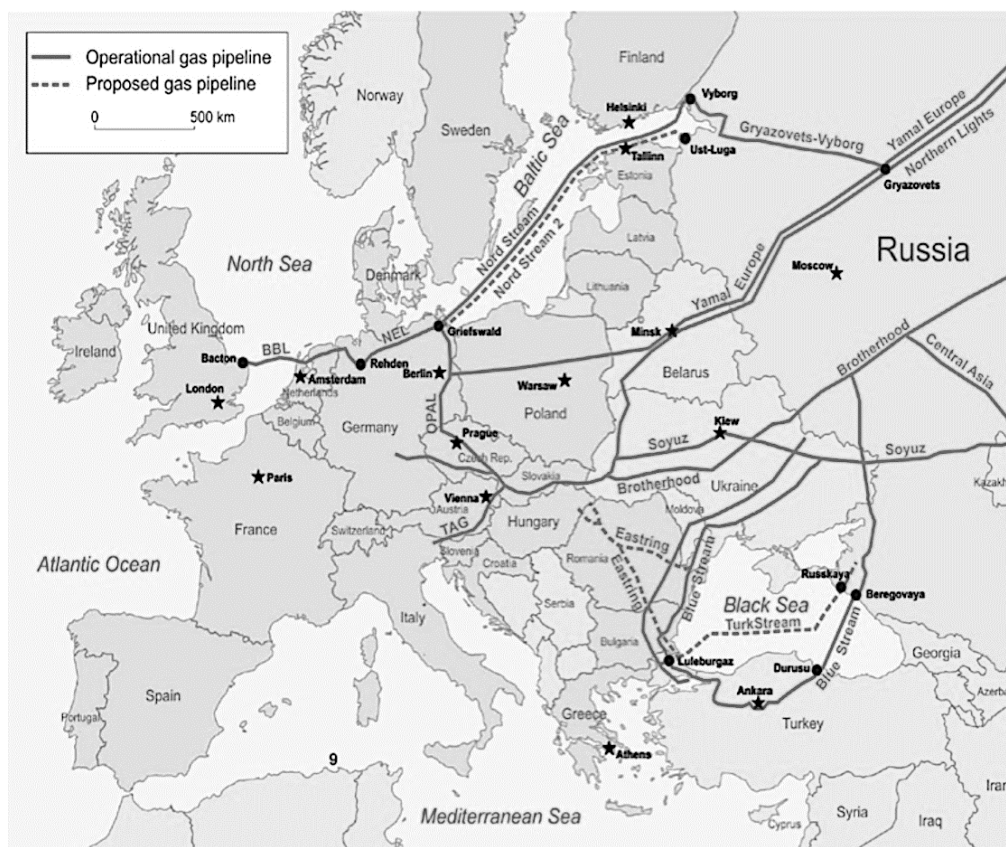 Operational gas pipeline
Proposed gas pipeline
0 500 km
Norway
Finland
Sweden
Helsinki
Vyborg
Baltic Sea
Tallinn
Ust-Luga
Estonia
Gryazovets-Vyborg
Yamal Europe
Northern Lights
Gryazovets
Russia
Moscow
Latvia
Lithuania
Nord Stream
Nord Stream 2
North Sea
Denmark
Yamal Europe
Minsk
Belarus
United Kingdom
Ireland
Bacton
BBL
NEL
Griefswald
Rehden
London
Amsterdam
Netherlands
Belgium
Berlin
Warsaw
Poland
Germany
OPAL
Brotherhood
Central Asia
Kiew
Soyuz
Soyuz
Prague
Czech Rep.
Slovakia
Brotherhood
Ukraine
Kazakh
Paris
France
Vienna
Austria
TAG
Switzerland
Hungary
Moldova
Slovenia
Croatia
Romania
Eastring
Eastring
Blue Stream
Atlantic Ocean
Italy
Serbia
Bulgaria
Black Sea
TurkStream
Russkaya
Beregovaya
Blue Stream
Georgia
Luleburgaz
Durusu
Ankara
Turkey
Azerb
Portugal
Spain
Greece
Athens
9
Mediterranean Sea
Cyprus
Syria
Iraq
Iran